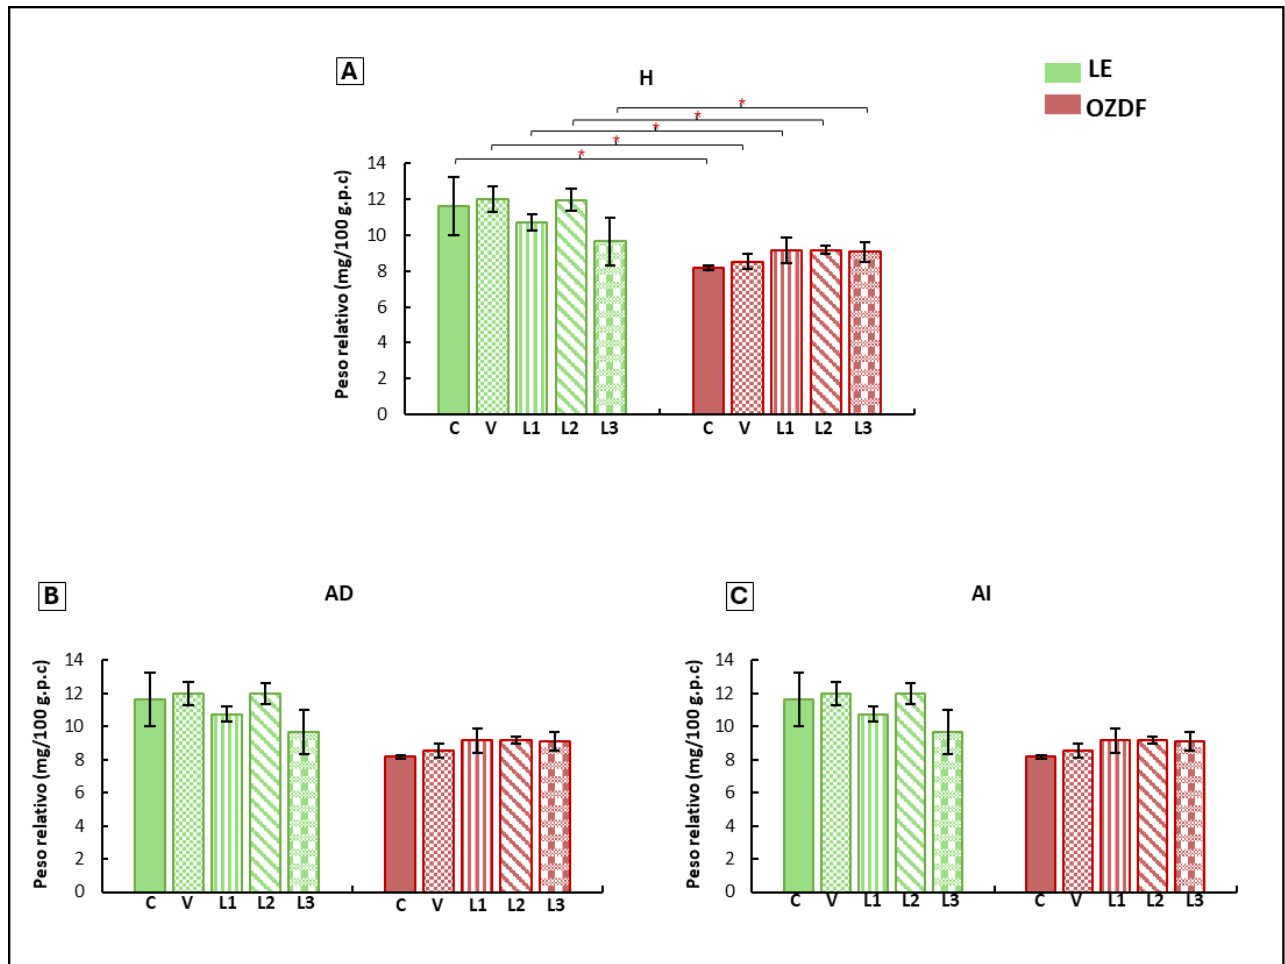 A
H
LE
OZDF
* * * * *
Peso relativo (mg/100 g.p.c)
14
12
10
8
6
4
2
0
C V L1 L2 L3 C V L1 L2 L3
B
AD
Peso relativo (mg/100 g.p.c)
14
12
10
8
6
4
2
0
C V L1 L2 L3 C V L1 L2 L3
C
AI
Peso relativo (mg/100 g.p.c)
14
12
10
8
6
4
2
0
C V L1 L2 L3 C V L1 L2 L3